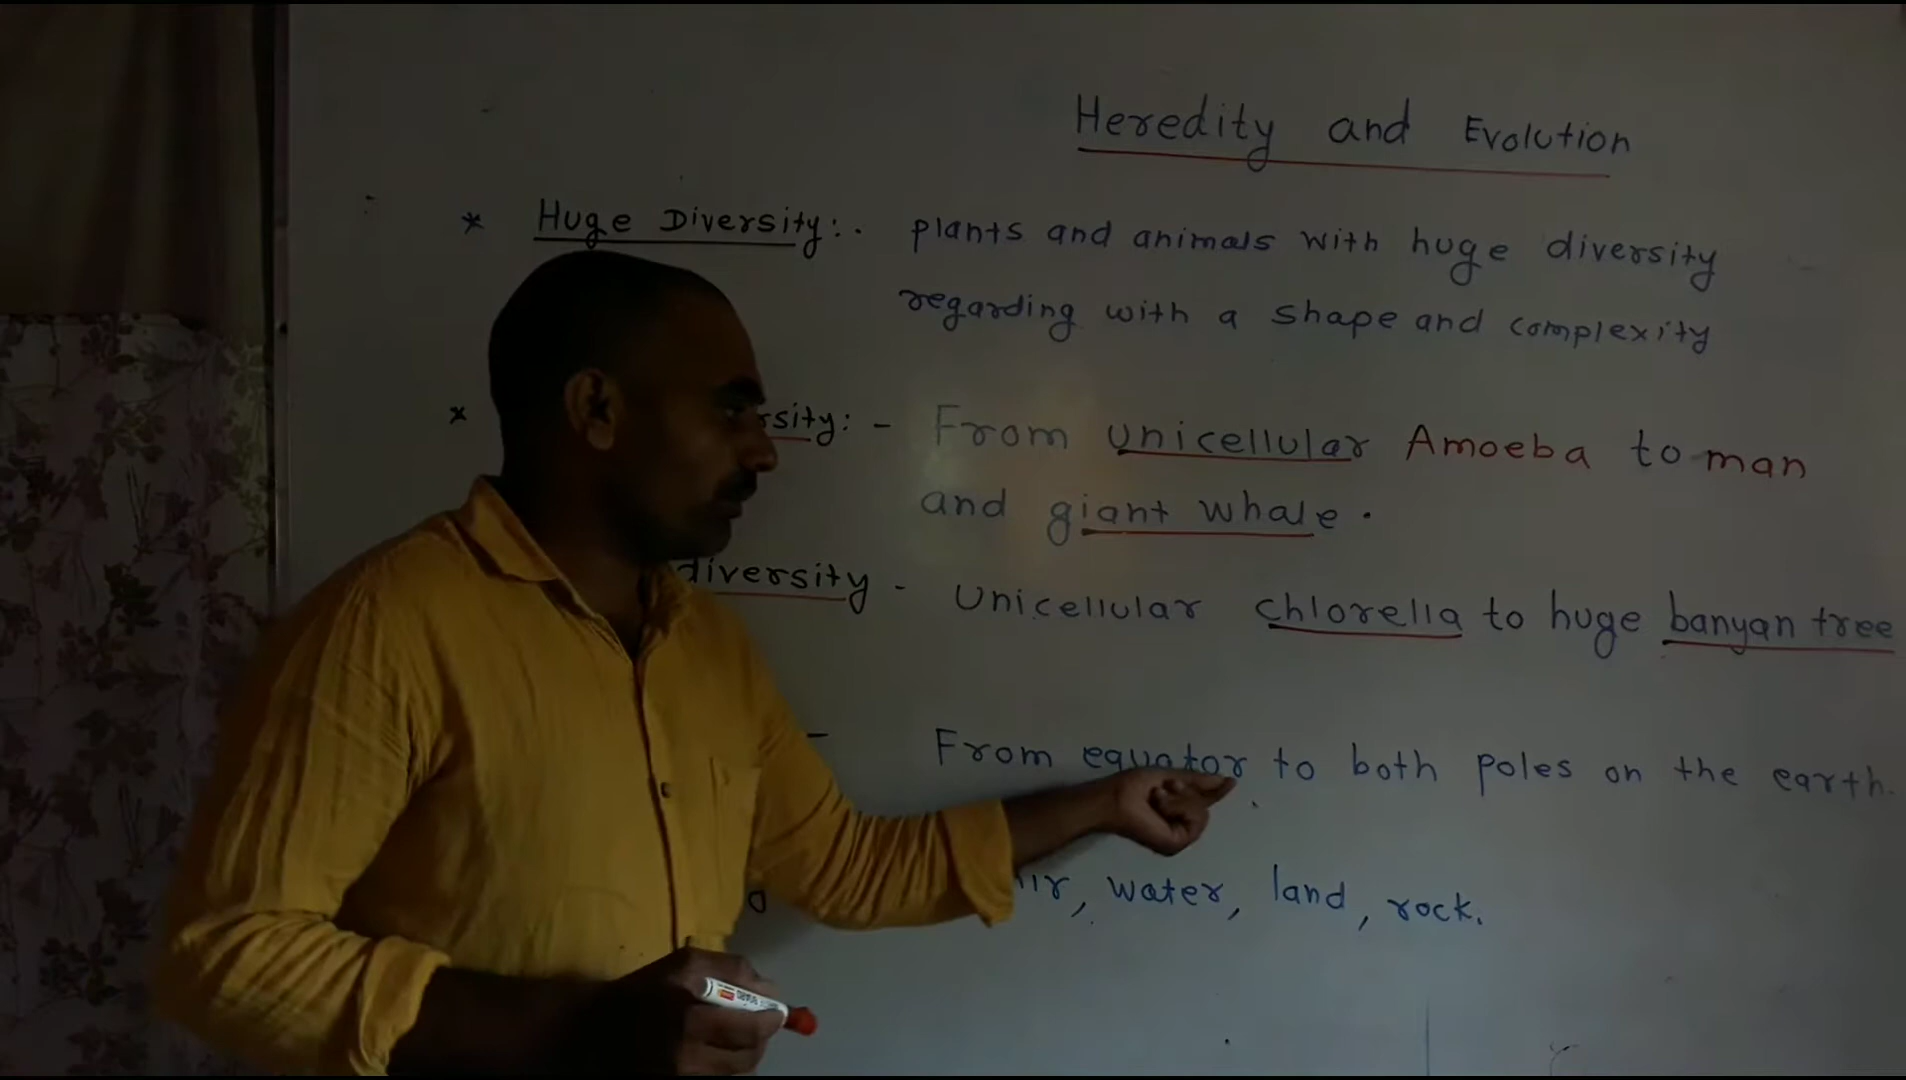 Heredity and Evolution
* Huge Diversity:. plants and animals with huge diversity
regarding with a shape and complexity
* rsity: - From unicellular Amoeba to man
and giant whale.
diversity - Unicellular chlorella to huge banyan tree
- From equator to both poles on the earth.
water, land, rock.